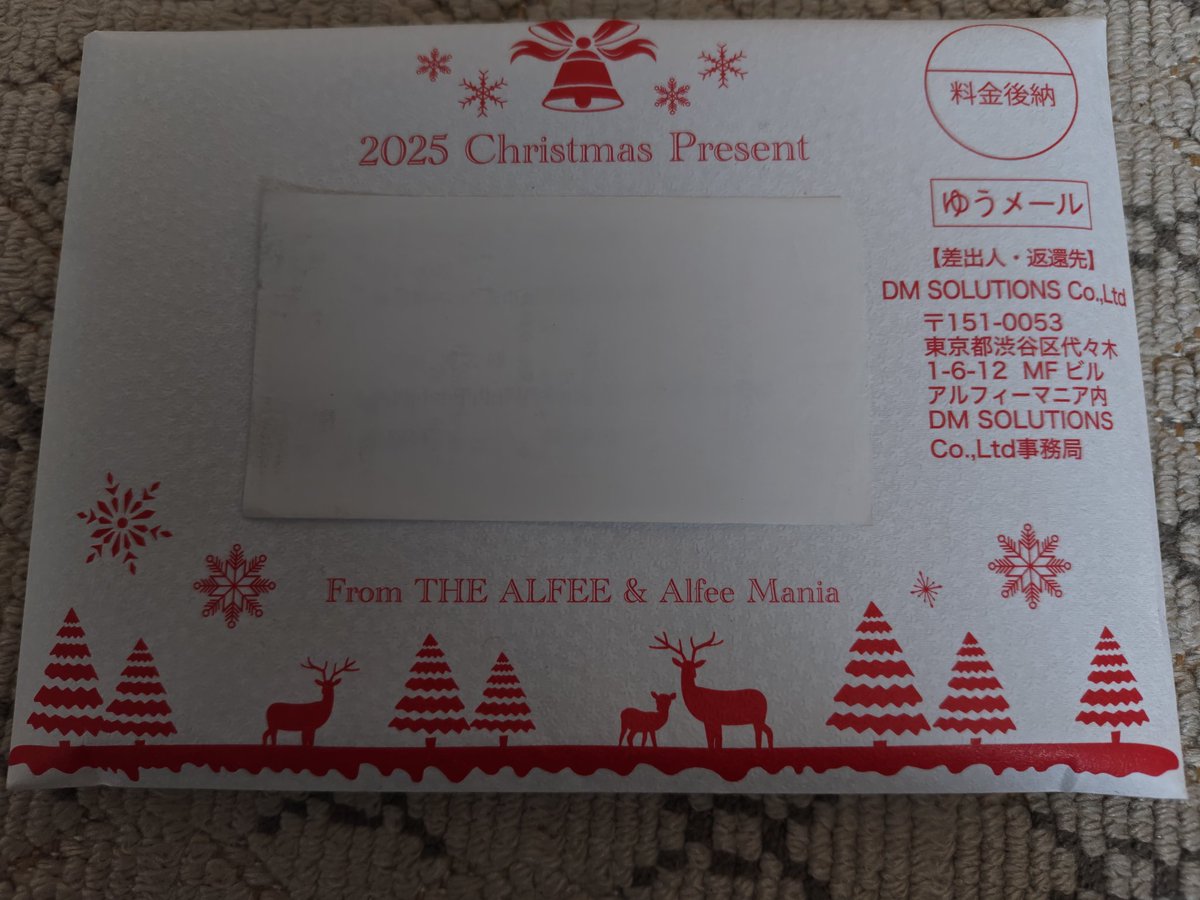 2025 Christmas Present
料金後納
ゆうメール
【差出人・返還先】
DM SOLUTIONS Co.,Ltd
〒151-0053
東京都渋谷区代々木
1-6-12 MFビル
アルフィーマニア内
DM SOLUTIONS
Co.,Ltd事務局
From THE ALFEE & Alfee Mania